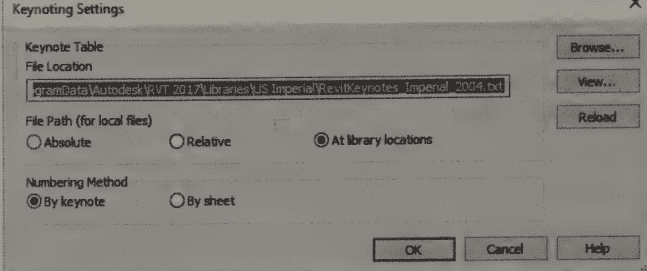 Keynoting Settings
Keynote Table
Browse...
File Location
gramData\Autodesk\RVT 2017\Libraries\US Imperial\RevitKeynotes_Imperial_2004.txt
View...
File Path (for local files)
Reload
Absolute Relative At library locations
Numbering Method
By keynote By sheet
OK Cancel Help